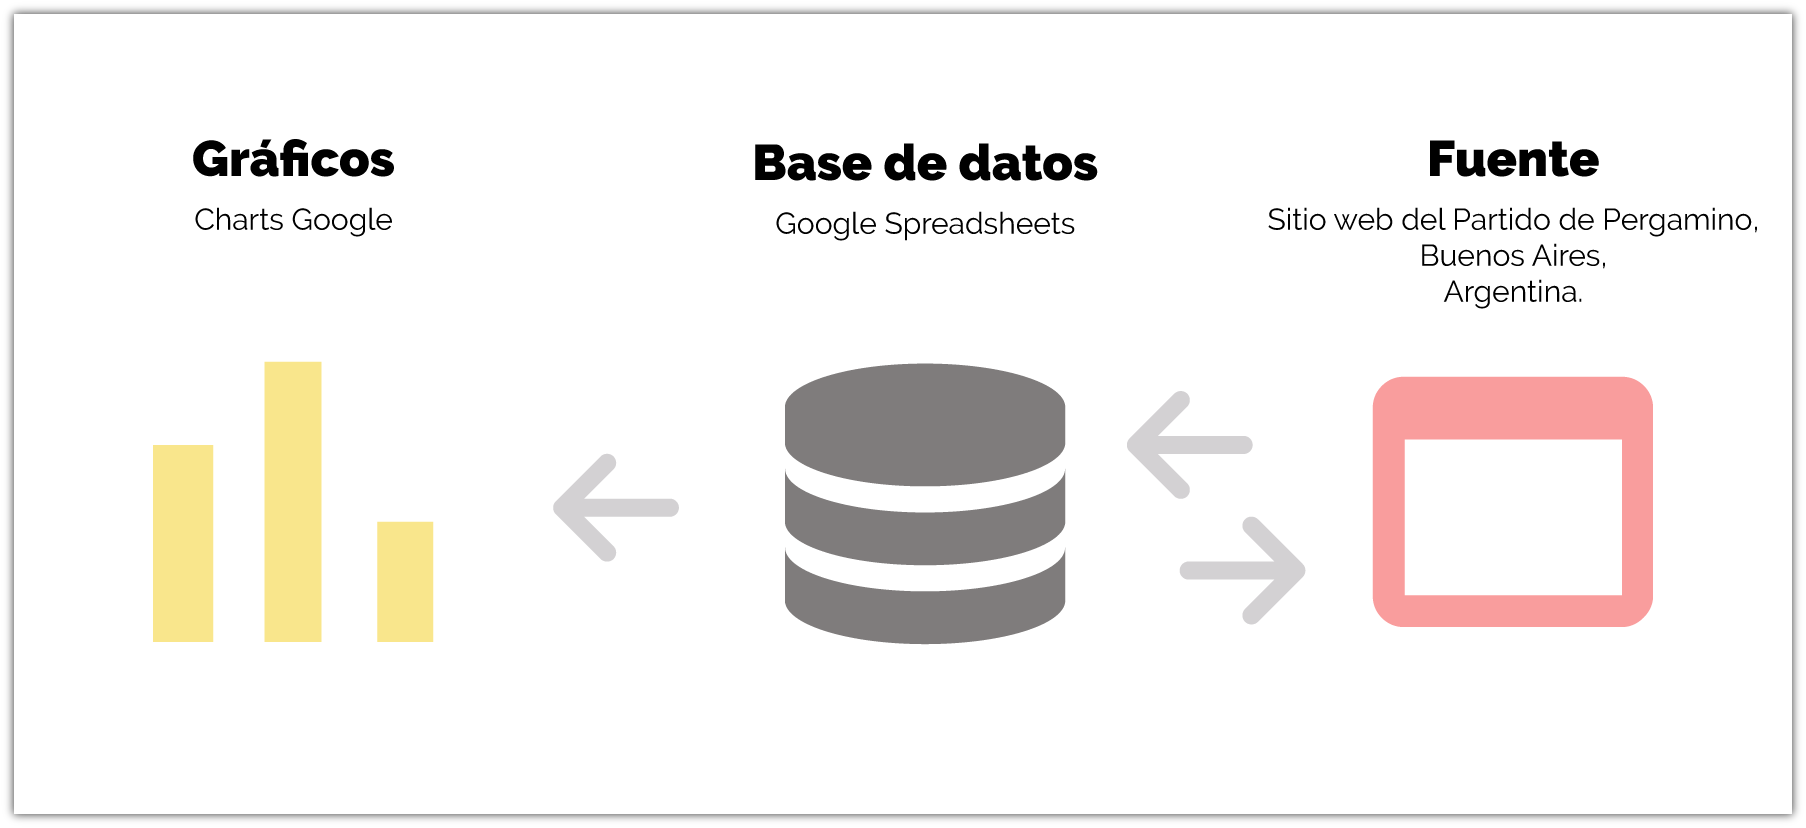 Gráficos
Charts Google
Base de datos
Google Spreadsheets
Fuente
Sitio web del Partido de Pergamino,
Buenos Aires,
Argentina.